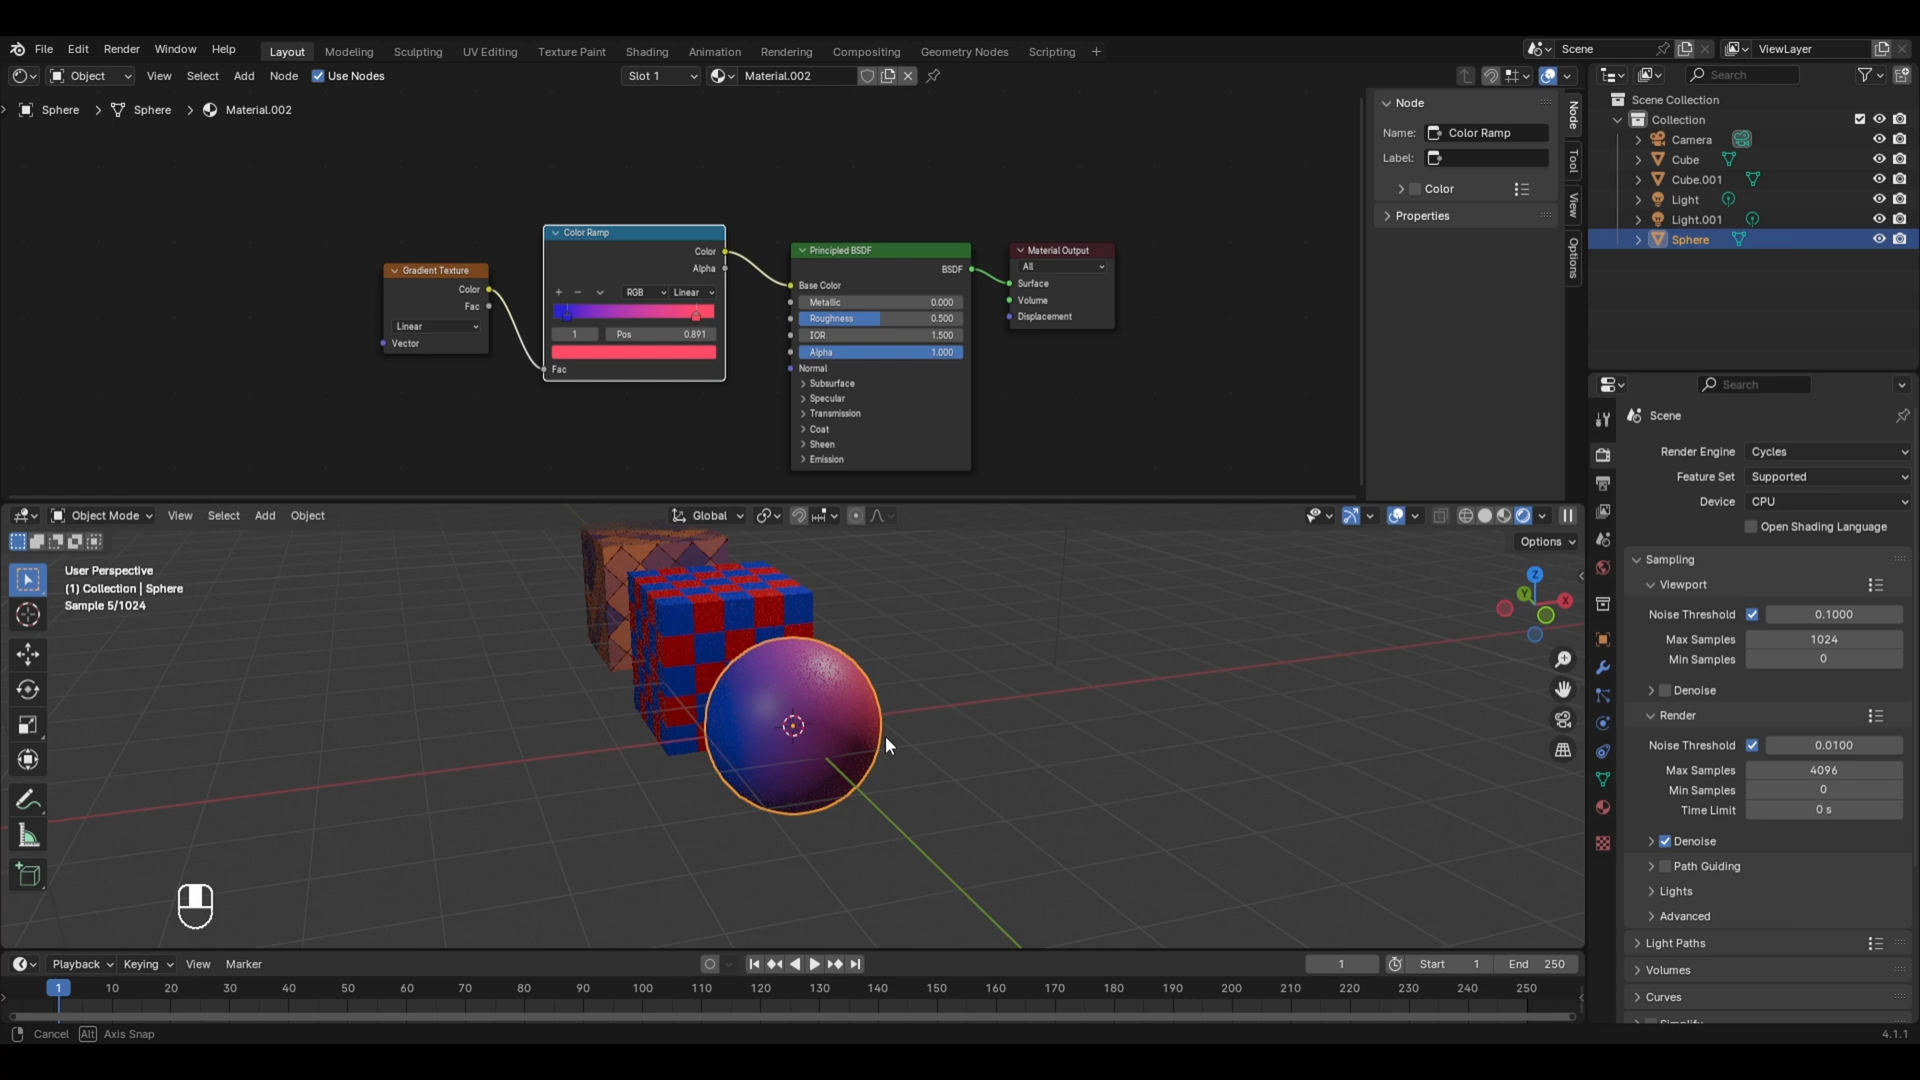 File Edit Render Window Help Layout Modeling Sculpting UV Editing Texture Paint Shading Animation Rendering Compositing Geometry Nodes Scripting + Scene ViewLayer
Object View Select Add Node Use Nodes Slot 1 Material.002 Search
Sphere > Sphere > Material.002
Node
Name: Color Ramp
Label:
Color
Properties
Node
Tool
View
Options
Gradient Texture
Color
Fac
Linear
Vector
Color Ramp
Color
Alpha
RGB Linear
1 Pos 0.891
Fac
Principled BSDF
BSDF
Base Color
Metallic 0.000
Roughness 0.500
IOR 1.500
Alpha 1.000
Normal
Subsurface
Specular
Transmission
Coat
Sheen
Emission
Material Output
All
Surface
Volume
Displacement
Scene Collection
Collection
Camera
Cube
Cube.001
Light
Light.001
Sphere
Object Mode View Select Add Object Global
Options
User Perspective
(1) Collection | Sphere
Sample 5/1024
Z
Y
X
Search
Scene
Render Engine Cycles
Feature Set Supported
Device CPU
Open Shading Language
Sampling
Viewport
Noise Threshold 0.1000
Max Samples 1024
Min Samples 0
Denoise
Render
Noise Threshold 0.0100
Max Samples 4096
Min Samples 0
Time Limit 0 s
Denoise
Path Guiding
Lights
Advanced
Light Paths
Volumes
Curves
Playback Keying View Marker 1 Start 1 End 250
1 10 20 30 40 50 60 70 80 90 100 110 120 130 140 150 160 170 180 190 200 210 220 230 240 250
Cancel Alt Axis Snap 4.1.1